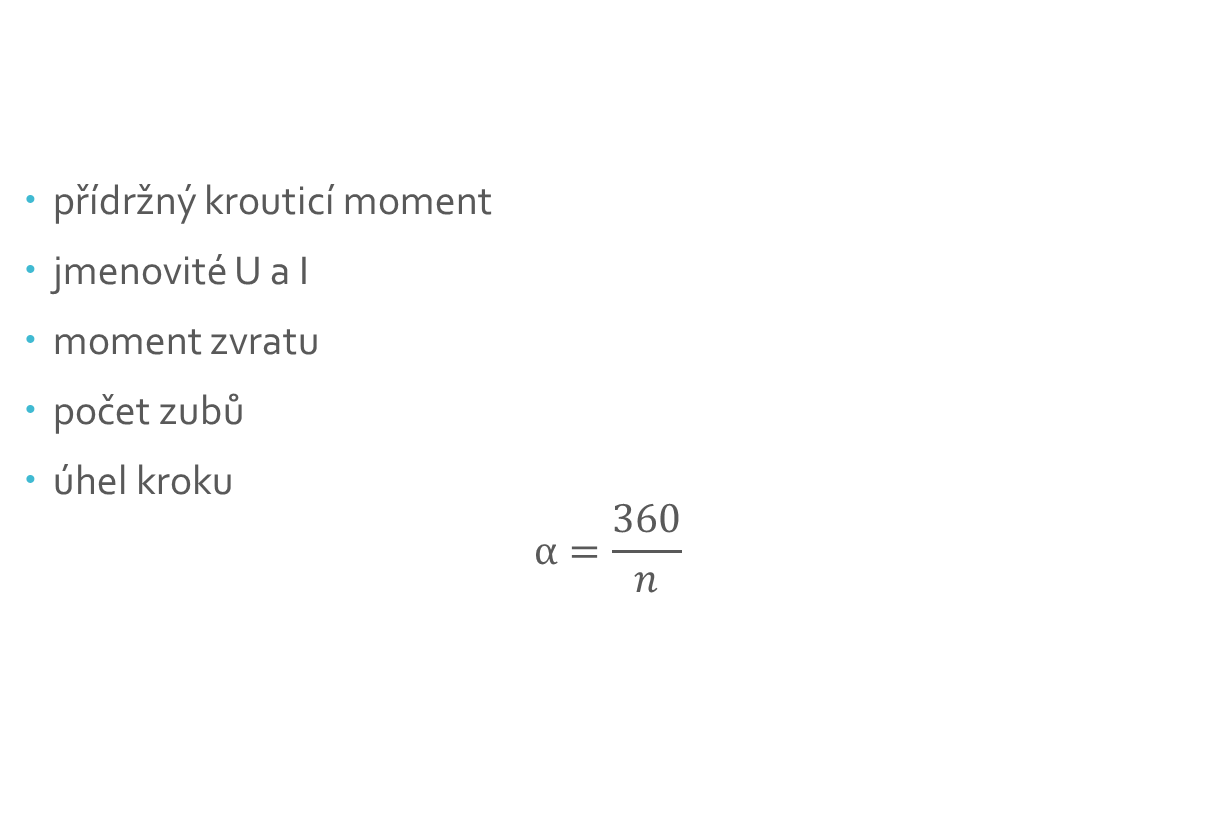 • přídržný krouticí moment
• jmenovité U a I
• moment zvratu
• počet zubů
• úhel kroku
α = 360/n